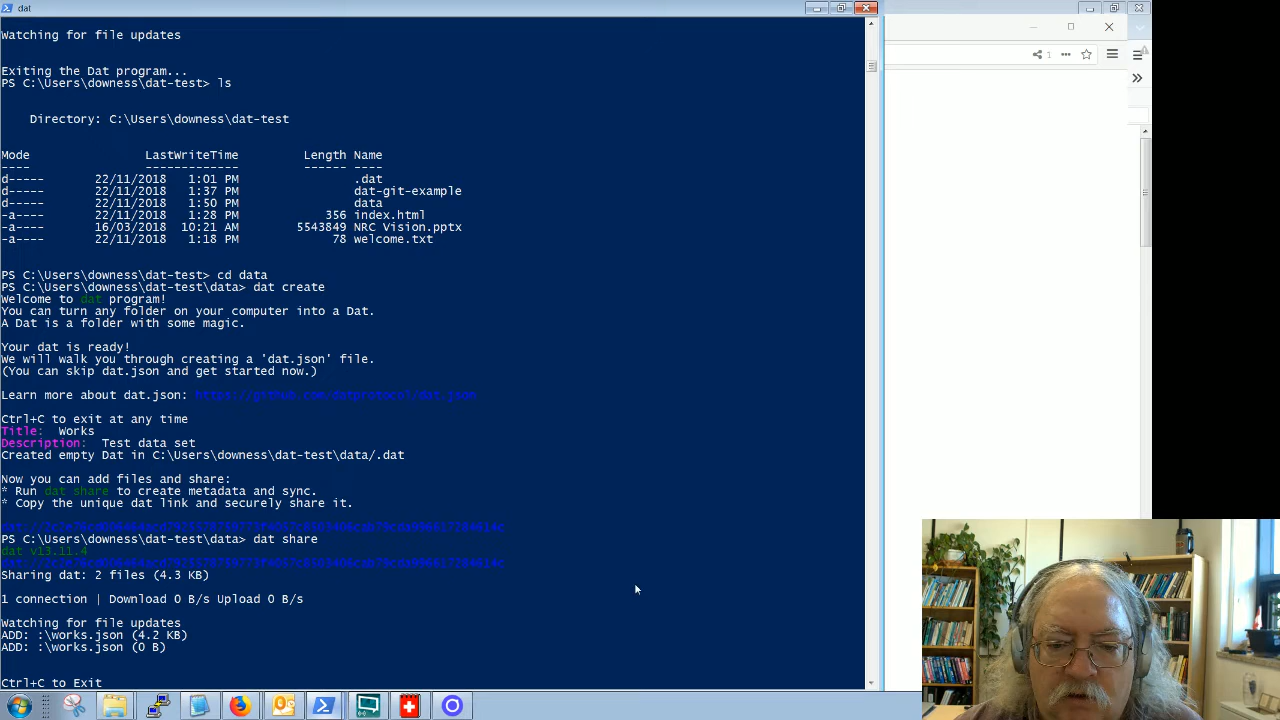 dat
Watching for file updates
Exiting the Dat program...
PS C:\Users\downess\dat-test> ls
Directory: C:\Users\downess\dat-test
Mode LastWriteTime Length Name
---- ------------- ------ ----
d----- 22/11/2018 1:01 PM .dat
d----- 22/11/2018 1:37 PM dat-git-example
d----- 22/11/2018 1:50 PM data
-a---- 22/11/2018 1:28 PM 356 index.html
-a---- 16/03/2018 10:21 AM 5543849 NRC Vision.pptx
-a---- 22/11/2018 1:18 PM 78 welcome.txt
PS C:\Users\downess\dat-test> cd data
PS C:\Users\downess\dat-test\data> dat create
Welcome to dat program!
You can turn any folder on your computer into a Dat.
A Dat is a folder with some magic.
Your dat is ready!
We will walk you through creating a 'dat.json' file.
(You can skip dat.json and get started now.)
Learn more about dat.json: https://github.com/datprotocol/dat.json
Ctrl+C to exit at any time
Title: Works
Description: Test data set
Created empty Dat in C:\Users\downess\dat-test\data/.dat
Now you can add files and share:
* Run dat share to create metadata and sync.
* Copy the unique dat link and securely share it.
PS C:\Users\downess\dat-test\data> dat share
dat v13.11.4
Sharing dat: 2 files (4.3 KB)
1 connection | Download 0 B/s Upload 0 B/s
Watching for file updates
ADD: :\works.json (4.2 KB)
ADD: :\works.json (0 B)
Ctrl+C to Exit
1